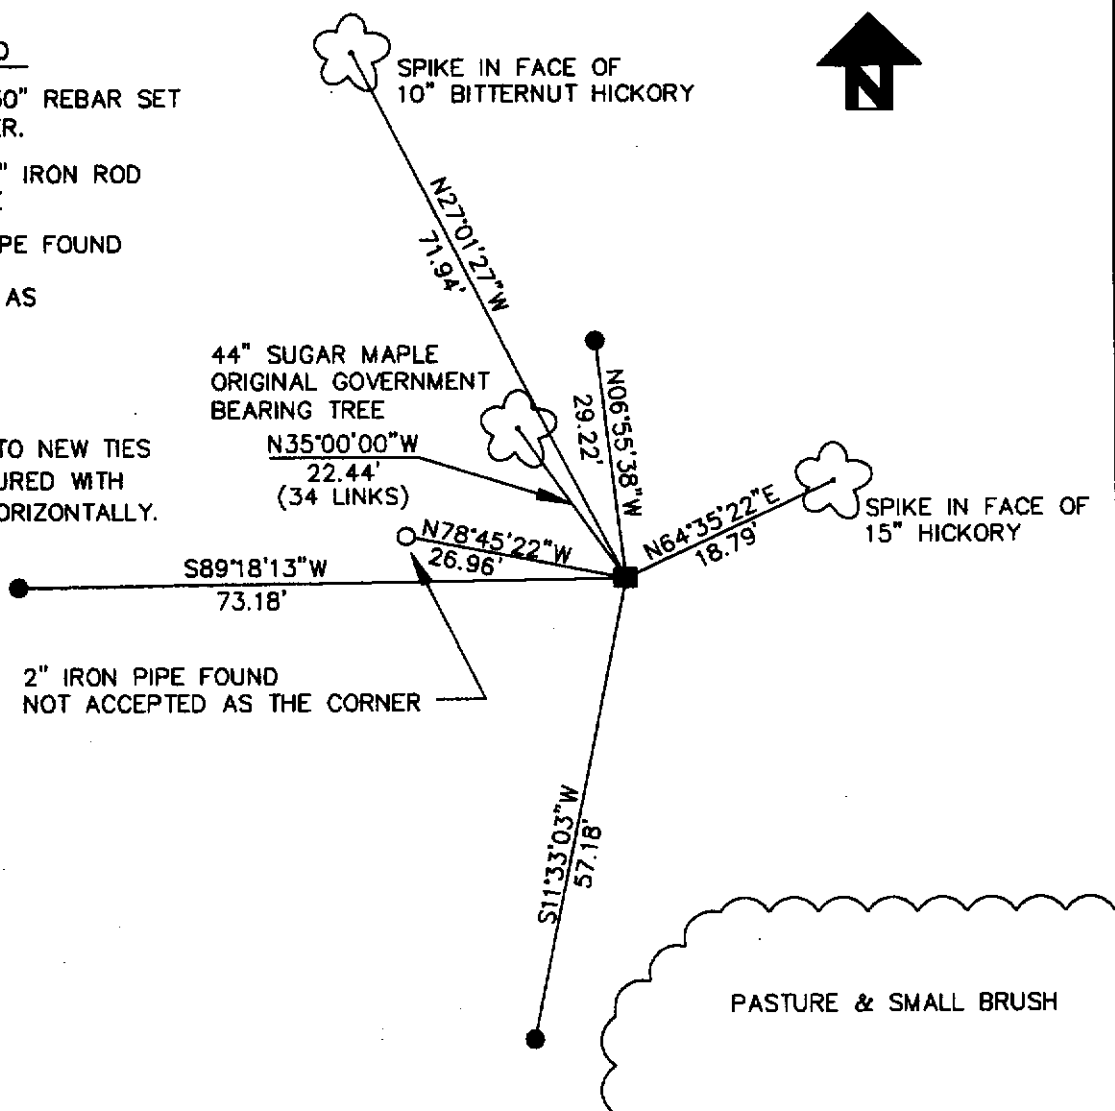 SPIKE IN FACE OF
10" BITTERNUT HICKORY
N
50" REBAR SET
" IRON ROD
PE FOUND
AS
N27°01'27"W
71.94'
44" SUGAR MAPLE
ORIGINAL GOVERNMENT
BEARING TREE
N35°00'00"W
22.44'
(34 LINKS)
N06°55'38"W
29.22'
TO NEW TIES
URED WITH
ORIZONTALLY.
SPIKE IN FACE OF
15" HICKORY
N64°35'22"E
18.79'
N78°45'22"W
26.96'
S89°18'13"W
73.18'
2" IRON PIPE FOUND
NOT ACCEPTED AS THE CORNER
S11°33'03"W
57.18'
PASTURE & SMALL BRUSH